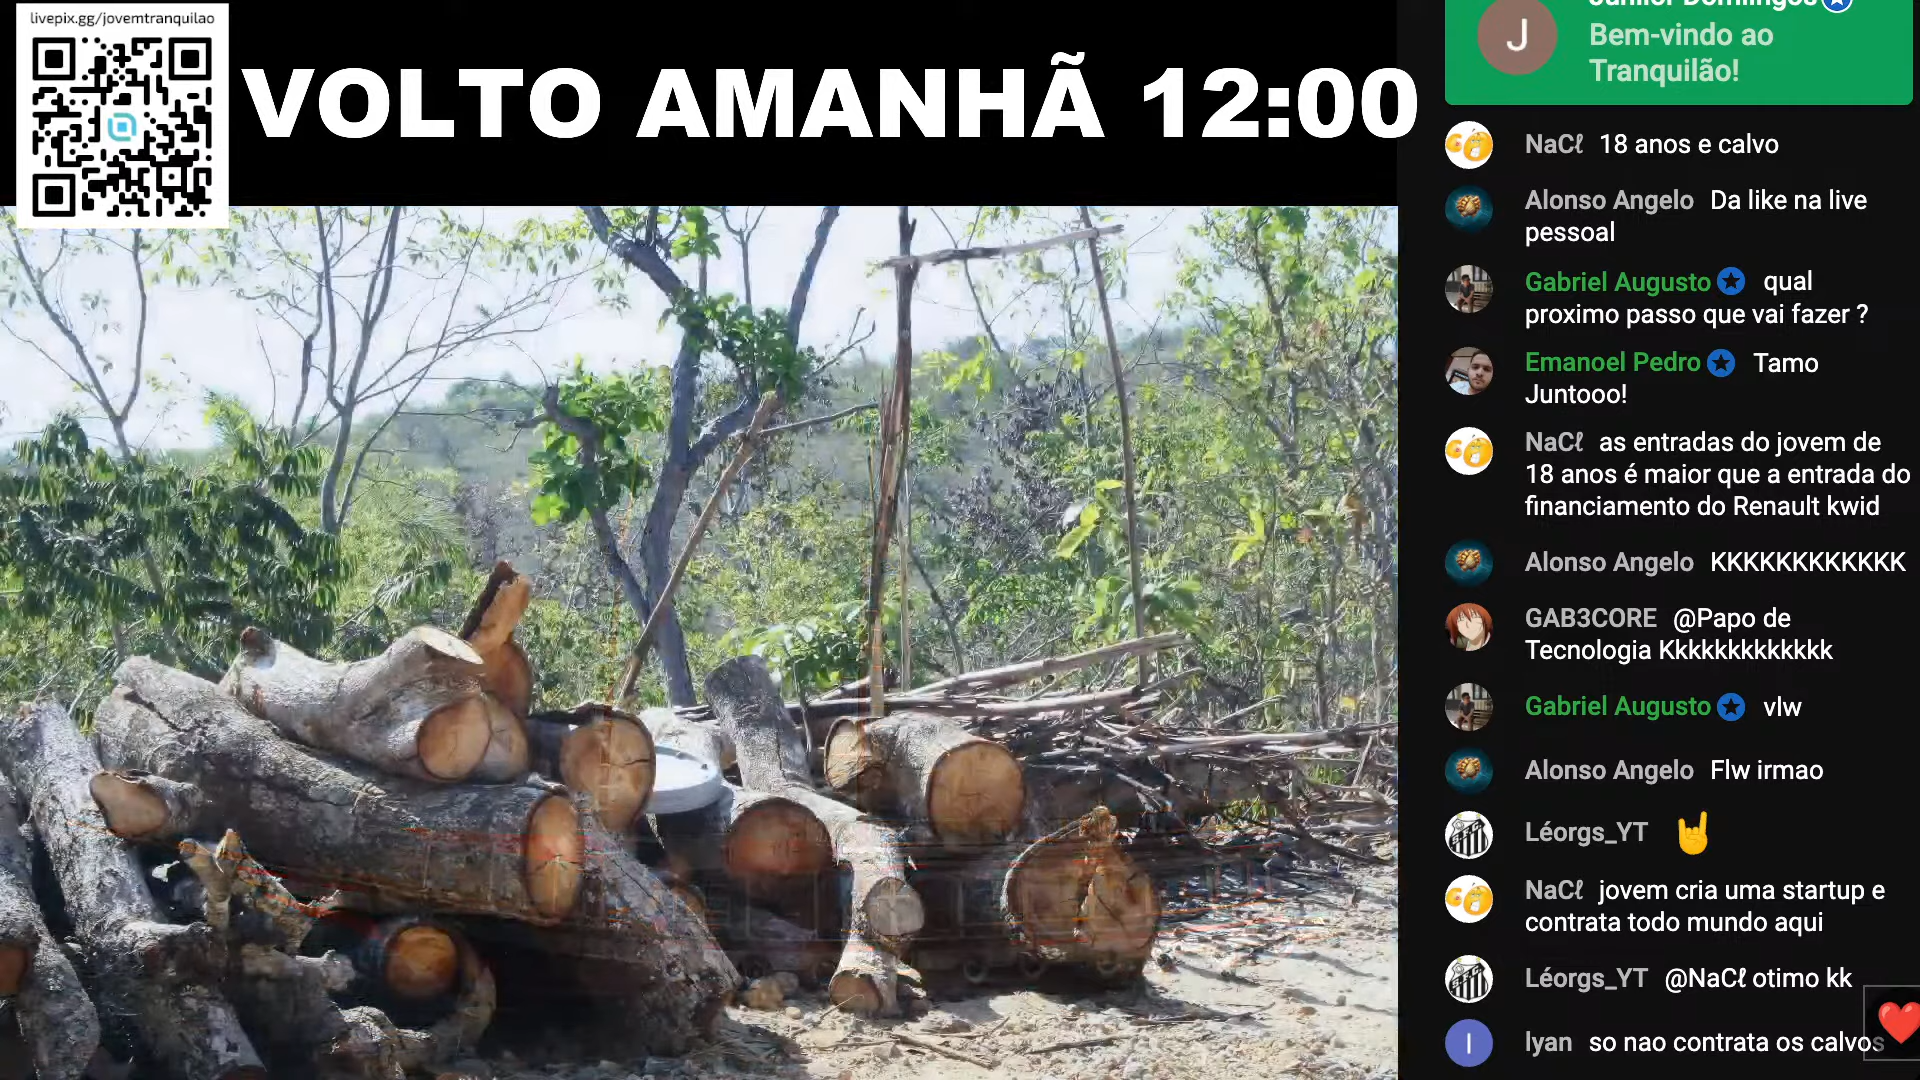 livepix.gg/jovemtranquilao
VOLTO AMANHÃ 12:00
Bem-vindo ao
Tranquilão!
NaCℓ 18 anos e calvo
Alonso Angelo Da like na live
pessoal
Gabriel Augusto qual
proximo passo que vai fazer ?
Emanoel Pedro Tamo
Juntooo!
NaCℓ as entradas do jovem de
18 anos é maior que a entrada do
financiamento do Renault kwid
Alonso Angelo KKKKKKKKKKKK
GAB3CORE @Papo de
Tecnologia Kkkkkkkkkkkkk
Gabriel Augusto vlw
Alonso Angelo Flw irmao
Léorgs_YT 🤘
NaCℓ jovem cria uma startup e
contrata todo mundo aqui
Léorgs_YT @NaCℓ otimo kk
lyan so nao contrata os calvos